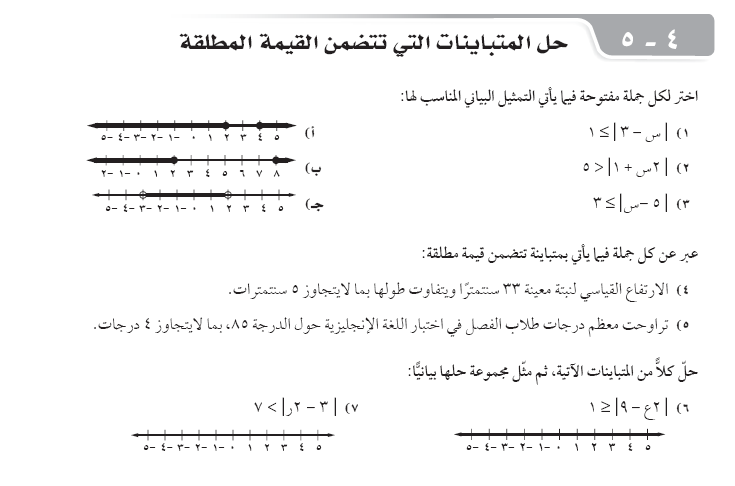 ٤ – ٥ حل المتباينات التي تتضمن القيمة المطلقة
اختر لكل جملة مفتوحة فيما يأتي التمثيل البياني المناسب لها:
١) |س – ٣| ≥ ١
أ) -٥ -٤ -٣ -٢ -١ ٠ ١ ٢ ٣ ٤ ٥
٢) |٢س + ١| < ٥
ب) -٢ -١ ٠ ١ ٢ ٣ ٤ ٥ ٦ ٧ ٨
٣) |٥ – س| ≥ ٣
جـ) -٥ -٤ -٣ -٢ -١ ٠ ١ ٢ ٣ ٤ ٥
عبر عن كل جملة فيما يأتي بمتباينة تتضمن قيمة مطلقة:
٤) الارتفاع القياسي لنبتة معينة ٣٣ سنتمترًا ويتفاوت طولها بما لايتجاوز ٥ سنتمترات.
٥) تراوحت معظم درجات طلاب الفصل في اختبار اللغة الإنجليزية حول الدرجة ٨٥، بما لايتجاوز ٤ درجات.
حلّ كلاًّ من المتباينات الآتية، ثم مثّل مجموعة حلها بيانيًّا:
٦) |٢ع – ٩| ≤ ١
٧) |٣ – ٢ر| > ٧
-٥ -٤ -٣ -٢ -١ ٠ ١ ٢ ٣ ٤ ٥
-٥ -٤ -٣ -٢ -١ ٠ ١ ٢ ٣ ٤ ٥